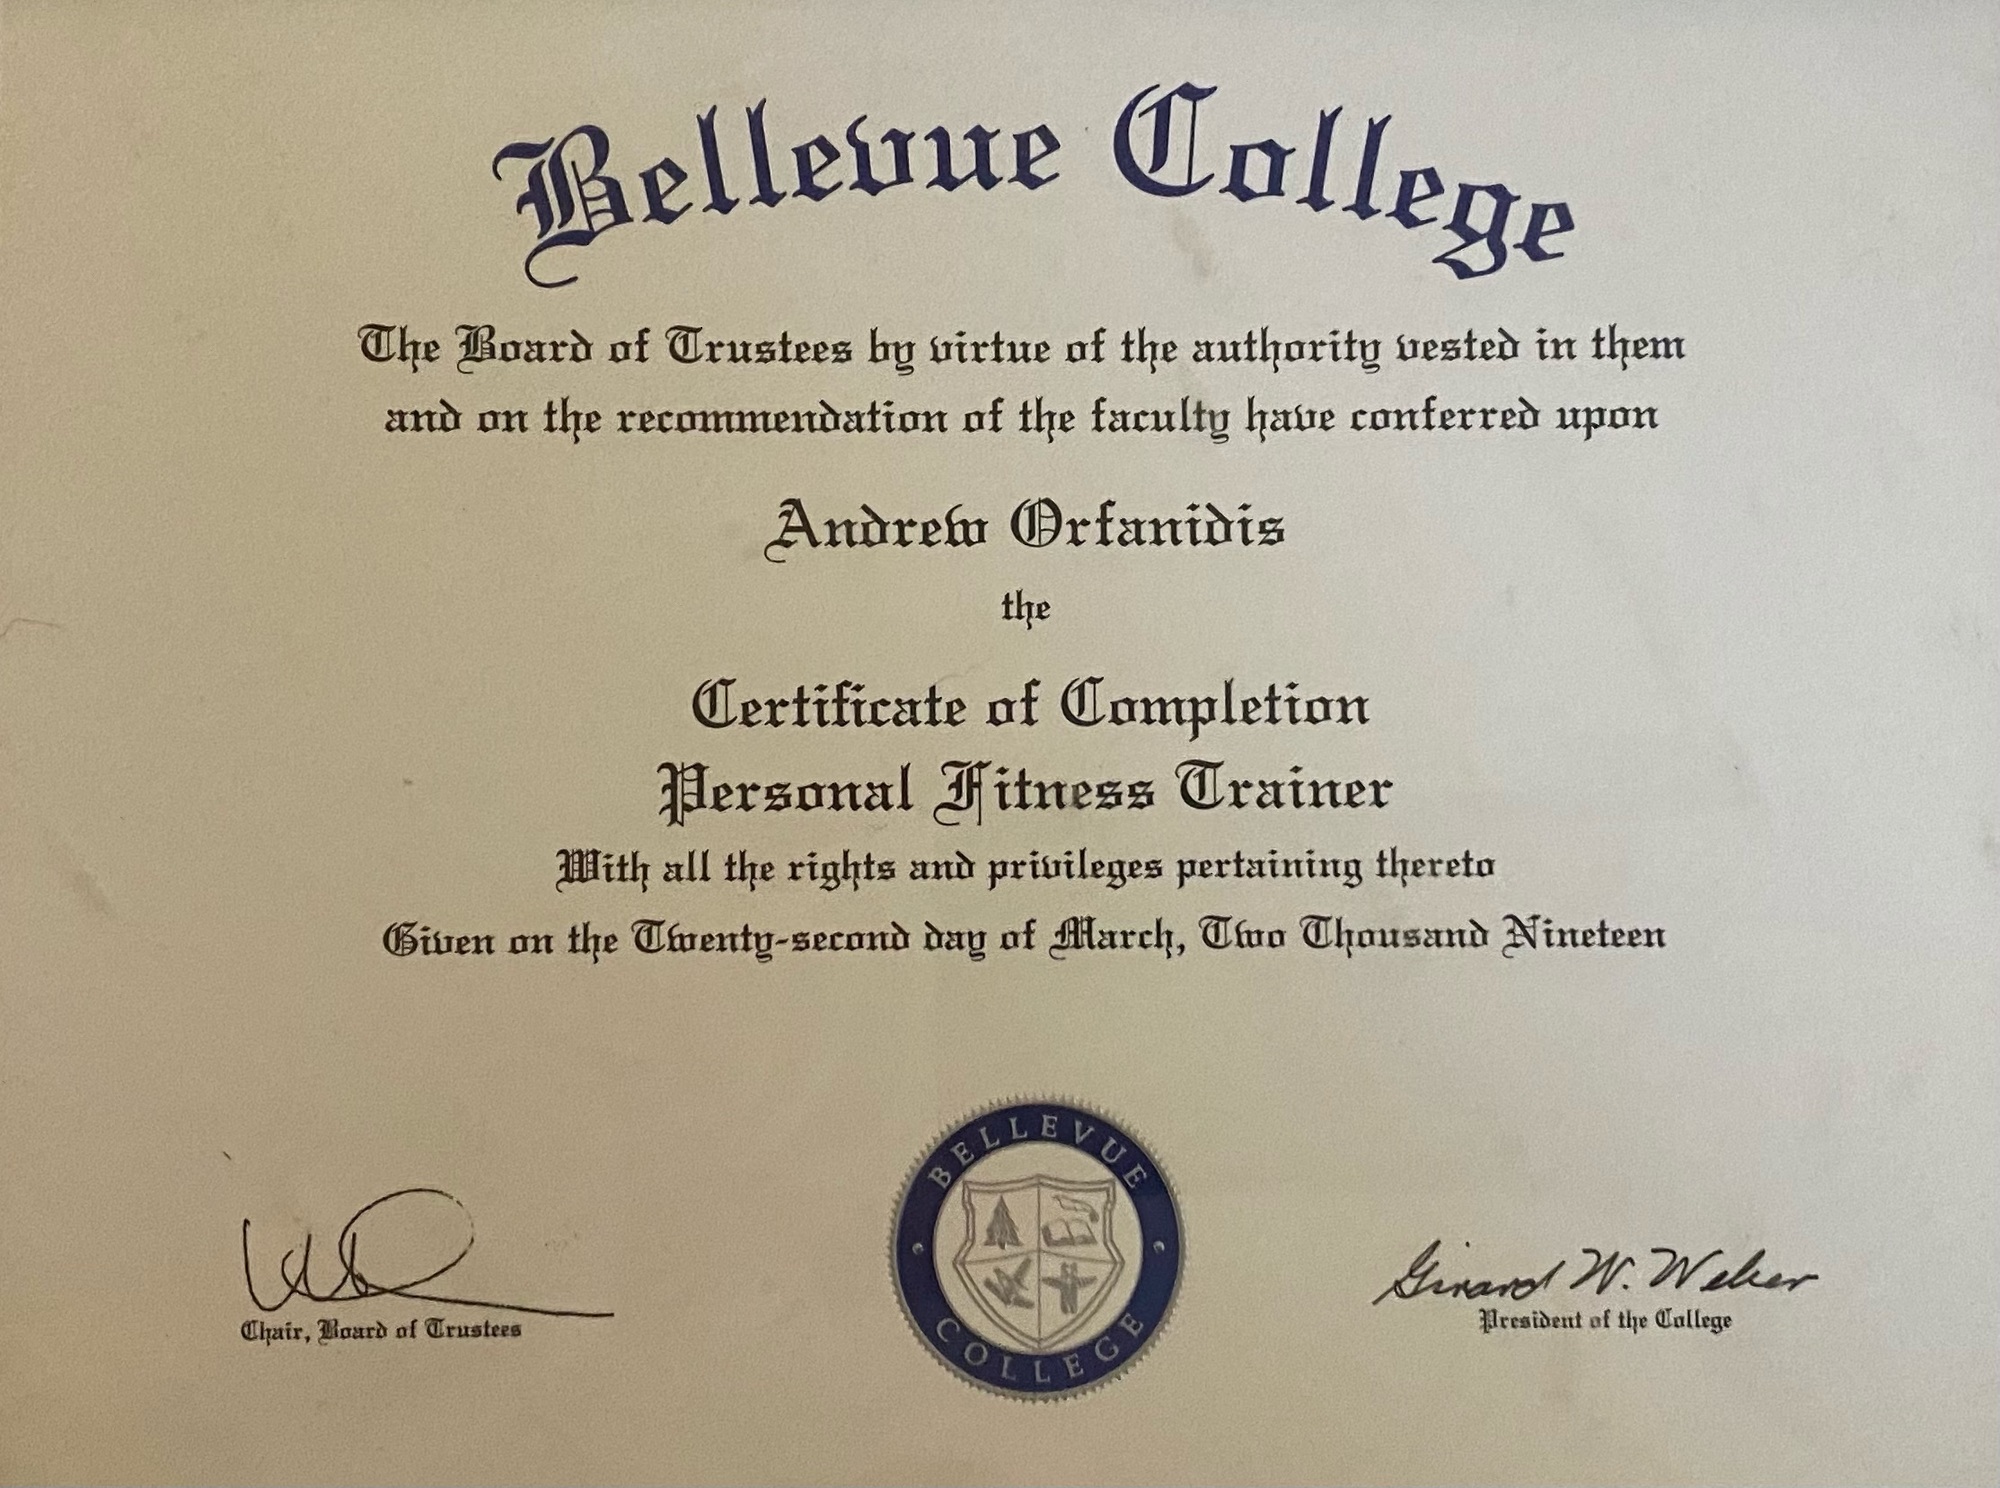 Bellevue College
The Board of Trustees by virtue of the authority vested in them
and on the recommendation of the faculty have conferred upon
Andrew Orfanidis
the
Certificate of Completion
Personal Fitness Trainer
With all the rights and privileges pertaining thereto
Given on the Twenty-second day of March, Two Thousand Nineteen
BELLEVUE
COLLEGE
Chair, Board of Trustees
Girard W. Weber
President of the College